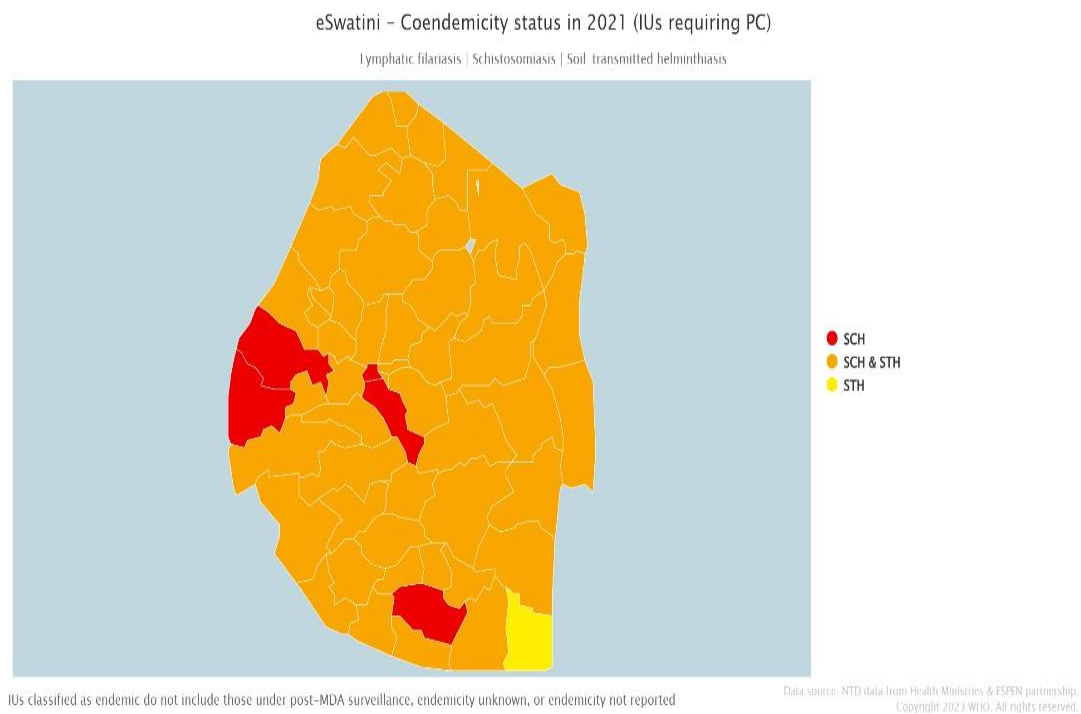 eSwatini – Coendemicity status in 2021 (IUs requiring PC)
Lymphatic filariasis | Schistosomiasis | Soil transmitted helminthiasis
SCH
SCH & STH
STH
IUs classified as endemic do not include those under post–MDA surveillance, endemicity unknown, or endemicity not reported
Data source: NTD data from Health Ministries & ESPEN partnership.
Copyright 2023 WHO. All rights reserved.